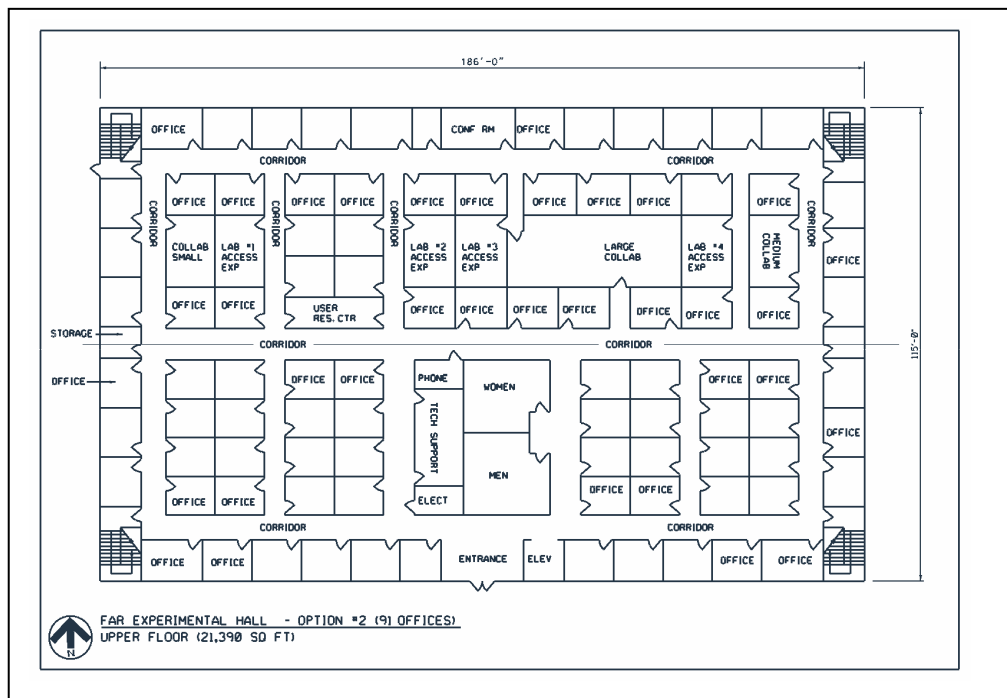 186'-0"
OFFICE
CONF RM
OFFICE
CORRIDOR
CORRIDOR
OFFICE
OFFICE
OFFICE
OFFICE
OFFICE
OFFICE
OFFICE
OFFICE
OFFICE
OFFICE
OFFICE
CORRIDOR
CORRIDOR
CORRIDOR
CORRIDOR
COLLAB
SMALL
LAB #1
ACCESS
EXP
LAB #2
ACCESS
EXP
LAB #3
ACCESS
EXP
LARGE
COLLAB
LAB #4
ACCESS
EXP
MEDIUM
COLLAB
OFFICE
OFFICE
OFFICE
USER
RES. CTR
OFFICE
OFFICE
OFFICE
OFFICE
OFFICE
OFFICE
OFFICE
STORAGE
CORRIDOR
CORRIDOR
115'-0"
OFFICE
OFFICE
OFFICE
PHONE
WOMEN
OFFICE
OFFICE
TECH SUPPORT
OFFICE
MEN
OFFICE
OFFICE
OFFICE
OFFICE
ELECT
CORRIDOR
CORRIDOR
OFFICE
OFFICE
ENTRANCE
ELEV
OFFICE
OFFICE
FAR EXPERIMENTAL HALL - OPTION #2 (91 OFFICES)
UPPER FLOOR (21,390 SQ FT)
N